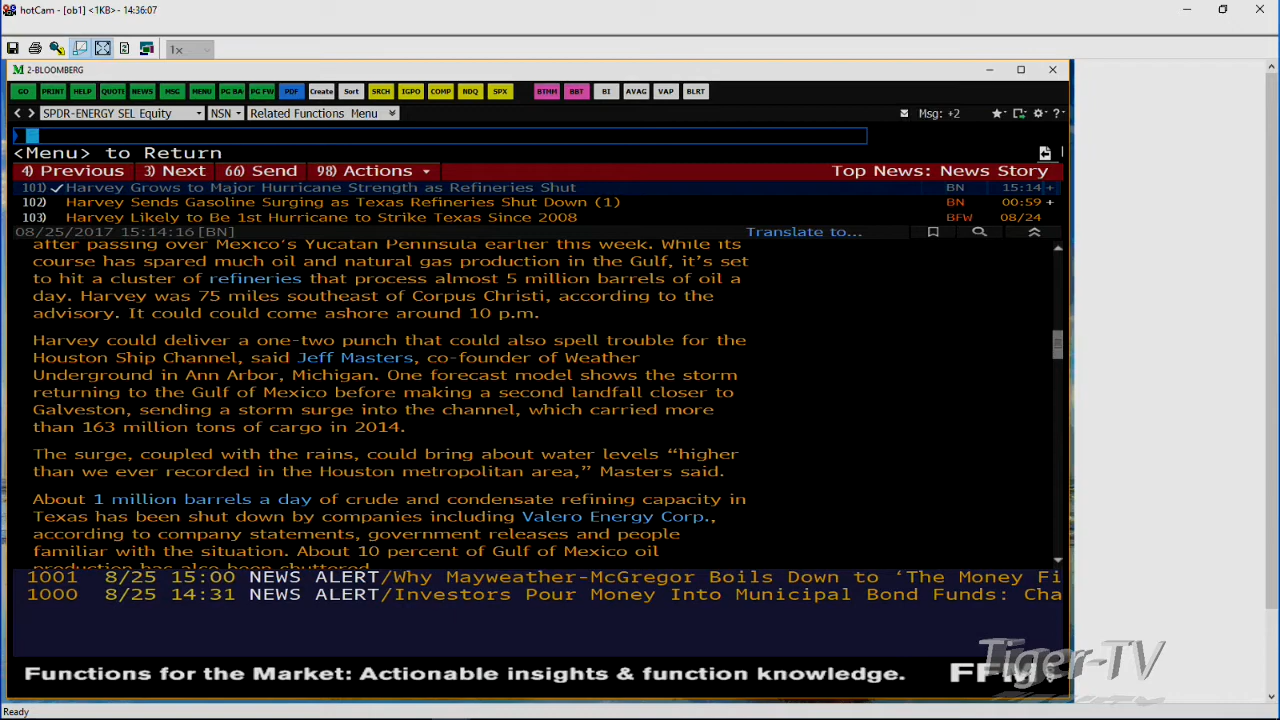 hotCam - [ob1] <1KB> - 14:36:07
1x
M 2-BLOOMBERG
GO PRINT HELP QUOTE NEWS MSG MENU PG BA PG FW PDF Create Sort SRCH IGPO COMP NDQ SPX BTMM BBT BI AVAG VAP BLRT
< > SPDR-ENERGY SEL Equity NSN Related Functions Menu Msg: +2
<Menu> to Return
4) Previous 3) Next 66) Send 98) Actions Top News: News Story
101) Harvey Grows to Major Hurricane Strength as Refineries Shut BN 15:14 +
102) Harvey Sends Gasoline Surging as Texas Refineries Shut Down (1) BN 00:59 +
103) Harvey Likely to Be 1st Hurricane to Strike Texas Since 2008 BFW 08/24
08/25/2017 15:14:16 [BN] Translate to...
after passing over Mexico's Yucatan Peninsula earlier this week. While its
course has spared much oil and natural gas production in the Gulf, it's set
to hit a cluster of refineries that process almost 5 million barrels of oil a
day. Harvey was 75 miles southeast of Corpus Christi, according to the
advisory. It could could come ashore around 10 p.m.
Harvey could deliver a one-two punch that could also spell trouble for the
Houston Ship Channel, said Jeff Masters, co-founder of Weather
Underground in Ann Arbor, Michigan. One forecast model shows the storm
returning to the Gulf of Mexico before making a second landfall closer to
Galveston, sending a storm surge into the channel, which carried more
than 163 million tons of cargo in 2014.
The surge, coupled with the rains, could bring about water levels “higher
than we ever recorded in the Houston metropolitan area,” Masters said.
About 1 million barrels a day of crude and condensate refining capacity in
Texas has been shut down by companies including Valero Energy Corp.,
according to company statements, government releases and people
familiar with the situation. About 10 percent of Gulf of Mexico oil
production has also been shuttered.
1001 8/25 15:00 NEWS ALERT/Why Mayweather-McGregor Boils Down to ‘The Money Fi
1000 8/25 14:31 NEWS ALERT/Investors Pour Money Into Municipal Bond Funds: Cha
Functions for the Market: Actionable insights & function knowledge. FFM
Tiger-TV
Ready